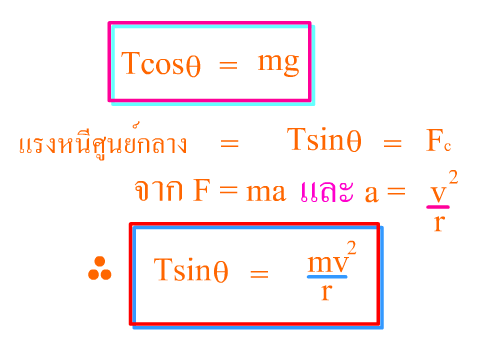 Tcosθ = mg
แรงหนีศูนย์กลาง = Tsinθ = Fc
จาก F = ma และ a = v²/r
∴ Tsinθ = mv²/r